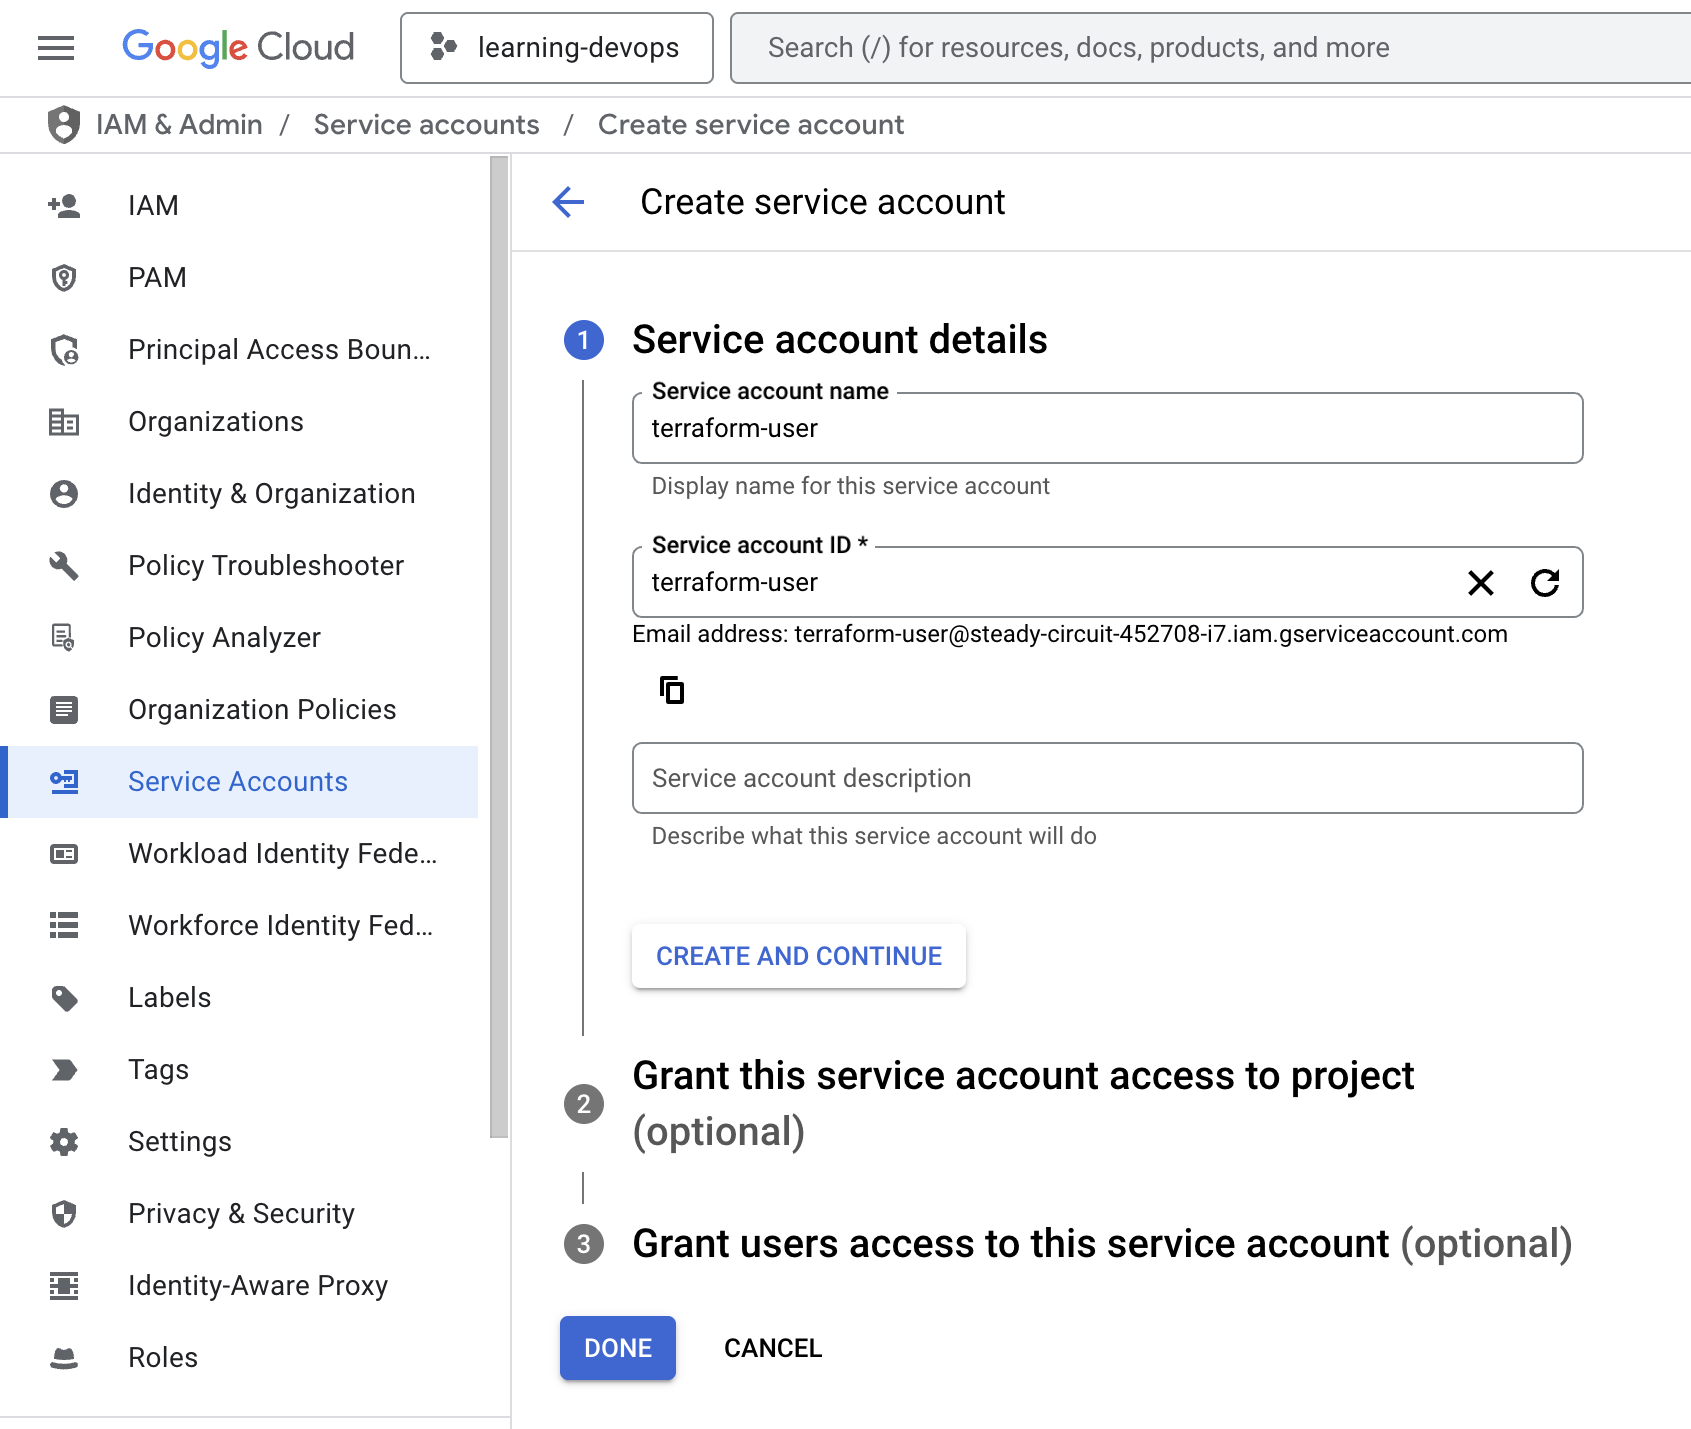 Google Cloud
learning-devops
Search (/) for resources, docs, products, and more
IAM & Admin / Service accounts / Create service account
IAM
PAM
Principal Access Boun...
Organizations
Identity & Organization
Policy Troubleshooter
Policy Analyzer
Organization Policies
Service Accounts
Workload Identity Fede...
Workforce Identity Fed...
Labels
Tags
Settings
Privacy & Security
Identity-Aware Proxy
Roles
Create service account
1 Service account details
Service account name
terraform-user
Display name for this service account
Service account ID *
terraform-user
Email address: terraform-user@steady-circuit-452708-i7.iam.gserviceaccount.com
Service account description
Describe what this service account will do
CREATE AND CONTINUE
2 Grant this service account access to project
(optional)
3 Grant users access to this service account (optional)
DONE CANCEL